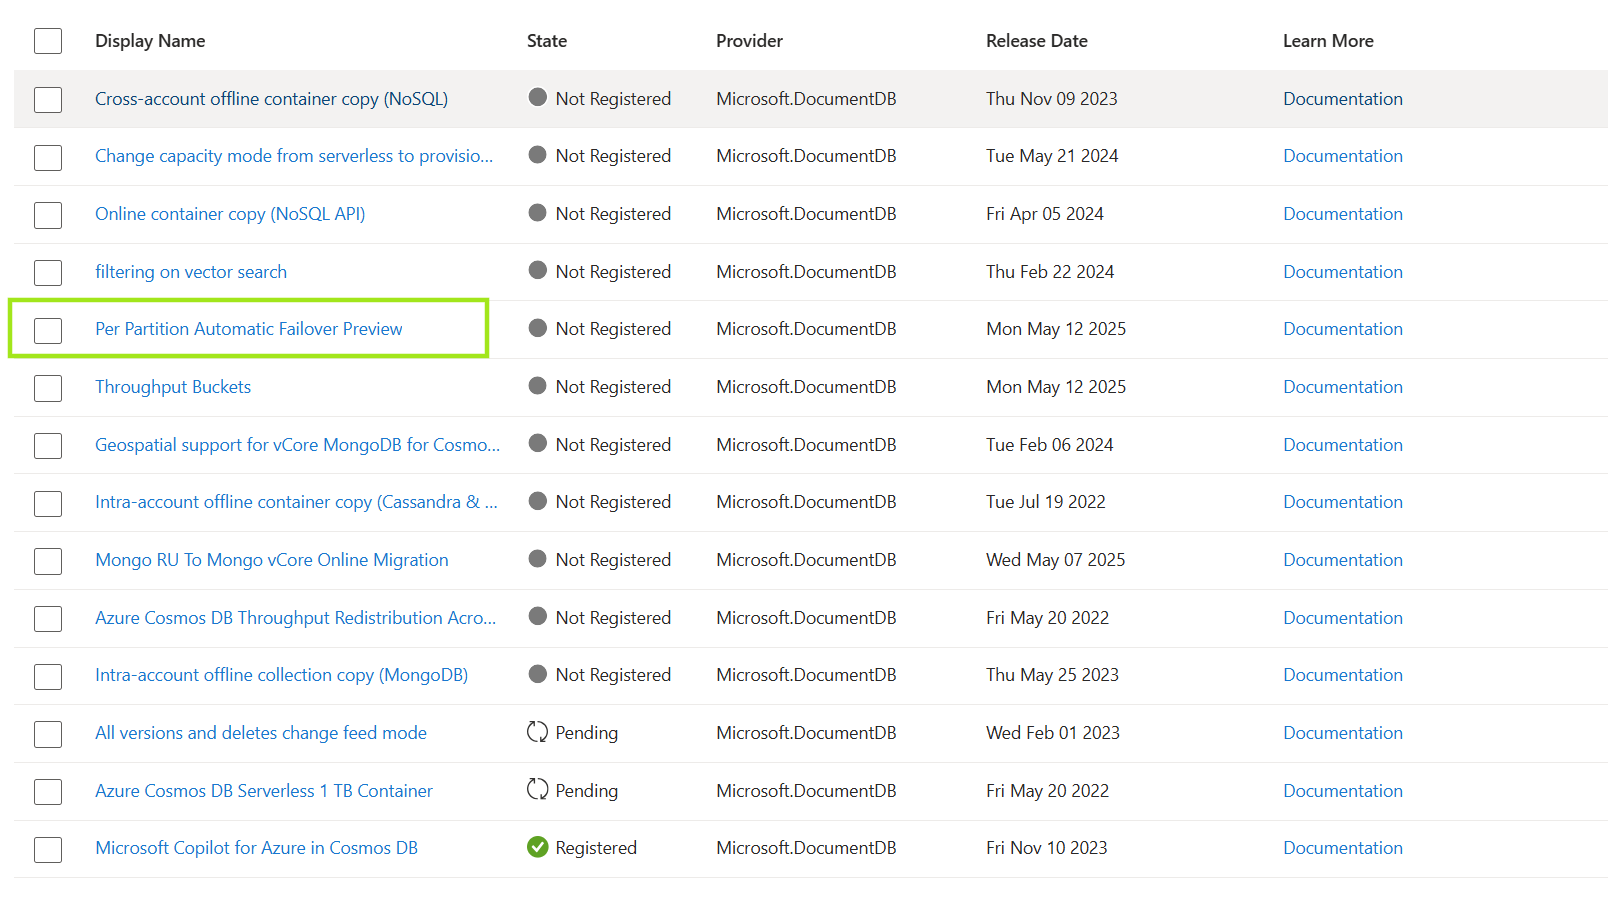 Display Name State Provider Release Date Learn More
Cross-account offline container copy (NoSQL) Not Registered Microsoft.DocumentDB Thu Nov 09 2023 Documentation
Change capacity mode from serverless to provisio... Not Registered Microsoft.DocumentDB Tue May 21 2024 Documentation
Online container copy (NoSQL API) Not Registered Microsoft.DocumentDB Fri Apr 05 2024 Documentation
filtering on vector search Not Registered Microsoft.DocumentDB Thu Feb 22 2024 Documentation
Per Partition Automatic Failover Preview Not Registered Microsoft.DocumentDB Mon May 12 2025 Documentation
Throughput Buckets Not Registered Microsoft.DocumentDB Mon May 12 2025 Documentation
Geospatial support for vCore MongoDB for Cosmo... Not Registered Microsoft.DocumentDB Tue Feb 06 2024 Documentation
Intra-account offline container copy (Cassandra & ... Not Registered Microsoft.DocumentDB Tue Jul 19 2022 Documentation
Mongo RU To Mongo vCore Online Migration Not Registered Microsoft.DocumentDB Wed May 07 2025 Documentation
Azure Cosmos DB Throughput Redistribution Acro... Not Registered Microsoft.DocumentDB Fri May 20 2022 Documentation
Intra-account offline collection copy (MongoDB) Not Registered Microsoft.DocumentDB Thu May 25 2023 Documentation
All versions and deletes change feed mode Pending Microsoft.DocumentDB Wed Feb 01 2023 Documentation
Azure Cosmos DB Serverless 1 TB Container Pending Microsoft.DocumentDB Fri May 20 2022 Documentation
Microsoft Copilot for Azure in Cosmos DB Registered Microsoft.DocumentDB Fri Nov 10 2023 Documentation